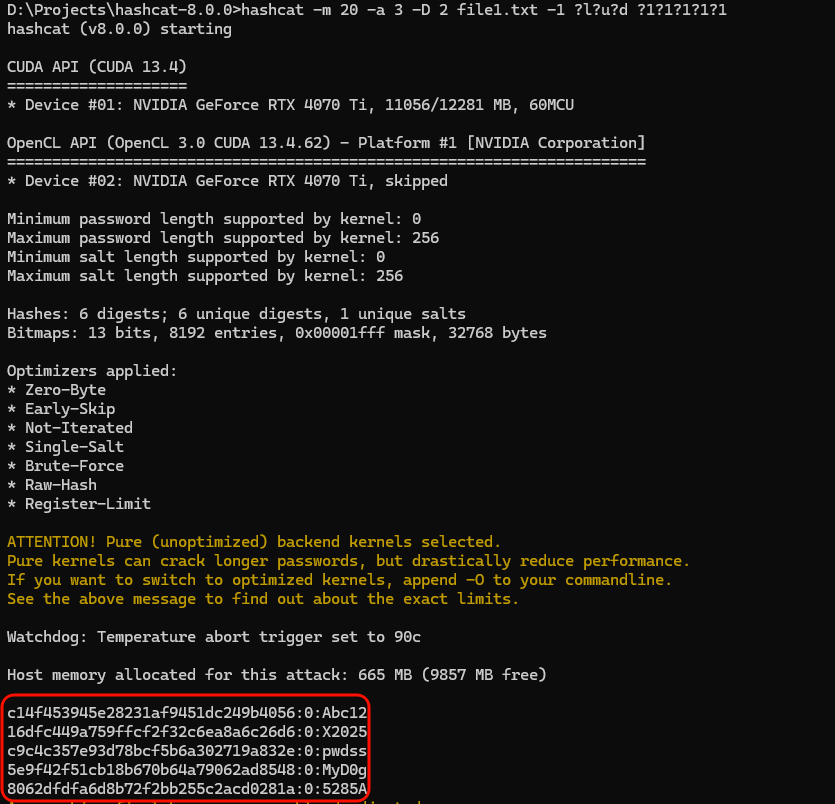 D:\Projects\hashcat-8.0.0>hashcat -m 20 -a 3 -D 2 file1.txt -1 ?l?u?d ?1?1?1?1?1
hashcat (v8.0.0) starting

CUDA API (CUDA 13.4)
====================
* Device #01: NVIDIA GeForce RTX 4070 Ti, 11056/12281 MB, 60MCU

OpenCL API (OpenCL 3.0 CUDA 13.4.62) - Platform #1 [NVIDIA Corporation]
=======================================================================
* Device #02: NVIDIA GeForce RTX 4070 Ti, skipped

Minimum password length supported by kernel: 0
Maximum password length supported by kernel: 256
Minimum salt length supported by kernel: 0
Maximum salt length supported by kernel: 256

Hashes: 6 digests; 6 unique digests, 1 unique salts
Bitmaps: 13 bits, 8192 entries, 0x00001fff mask, 32768 bytes

Optimizers applied:
* Zero-Byte
* Early-Skip
* Not-Iterated
* Single-Salt
* Brute-Force
* Raw-Hash
* Register-Limit

ATTENTION! Pure (unoptimized) backend kernels selected.
Pure kernels can crack longer passwords, but drastically reduce performance.
If you want to switch to optimized kernels, append -O to your commandline.
See the above message to find out about the exact limits.

Watchdog: Temperature abort trigger set to 90c

Host memory allocated for this attack: 665 MB (9857 MB free)

c14f453945e28231af9451dc249b4056:0:Abc12
16dfc449a759ffcf2f32c6ea8a6c26d6:0:X2025
c9c4c357e93d78bcf5b6a302719a832e:0:pwdss
5e9f42f51cb18b670b64a79062ad8548:0:MyD0g
8062dfdfa6d8b72f2bb255c2acd0281a:0:5285A